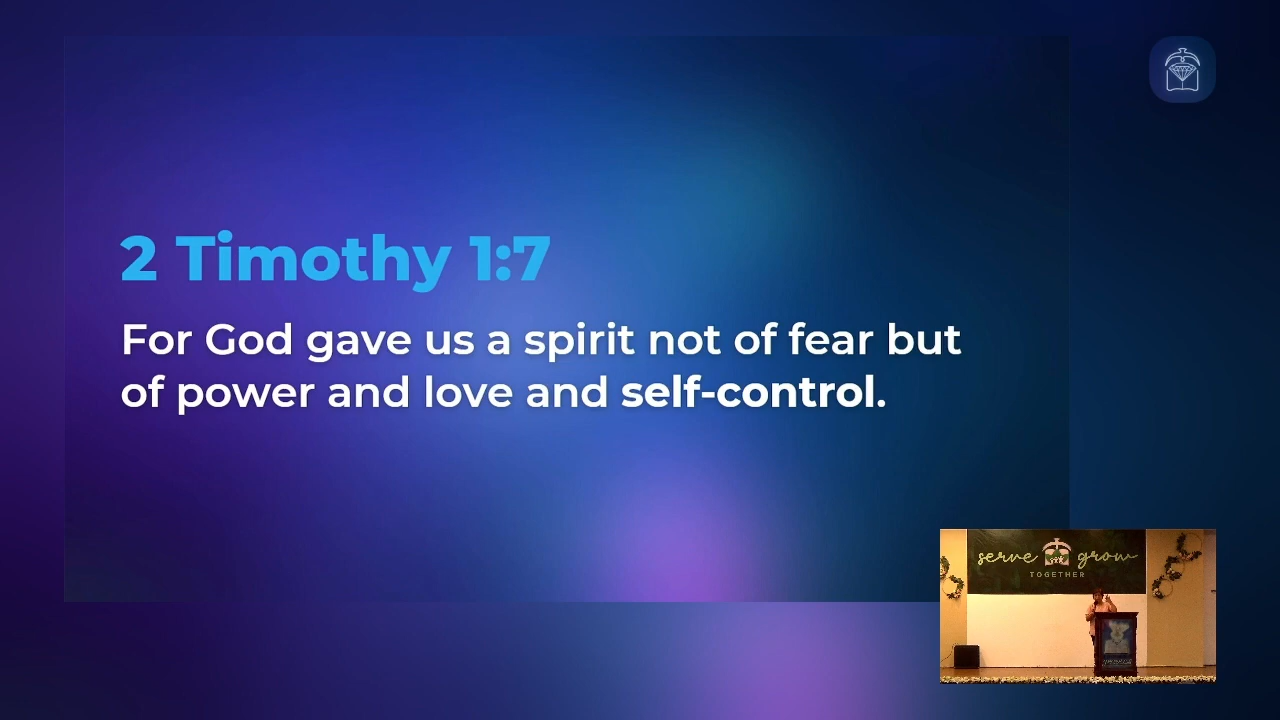 2 Timothy 1:7
For God gave us a spirit not of fear but
of power and love and self-control.
serve grow
TOGETHER